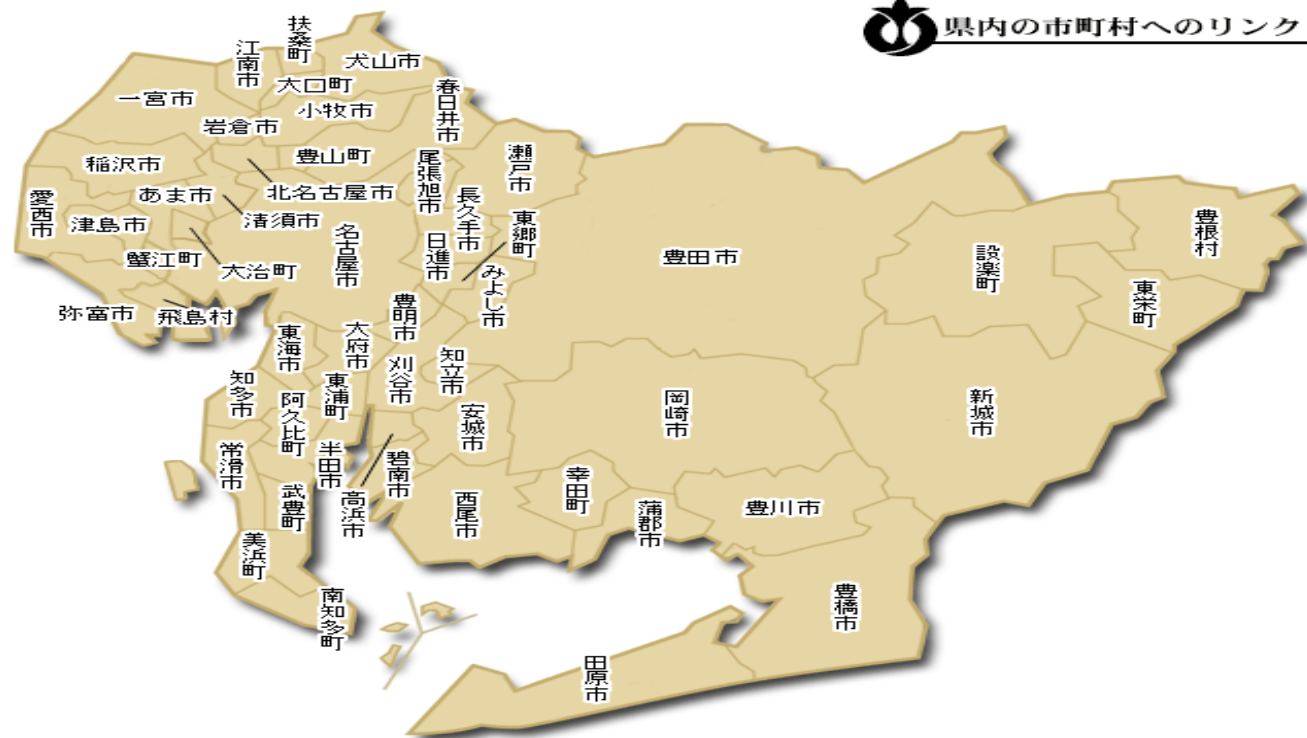 県内の市町村へのリンク
扶桑町
江南市
犬山市
大口町
一宮市
春日井市
小牧市
岩倉市
稲沢市
豊山町
尾張旭市
瀬戸市
北名古屋市
あま市
愛西市
長久手市
清須市
津島市
東郷町
名古屋市
日進市
蟹江町
大治町
みよし市
豊田市
設楽町
豊根村
東栄町
弥富市
飛島村
豊明市
東海市
大府市
知立市
刈谷市
知多市
東浦町
阿久比町
安城市
岡崎市
新城市
常滑市
半田市
碧南市
武豊町
高浜市
西尾市
幸田町
蒲郡市
豊川市
美浜町
南知多町
豊橋市
田原市